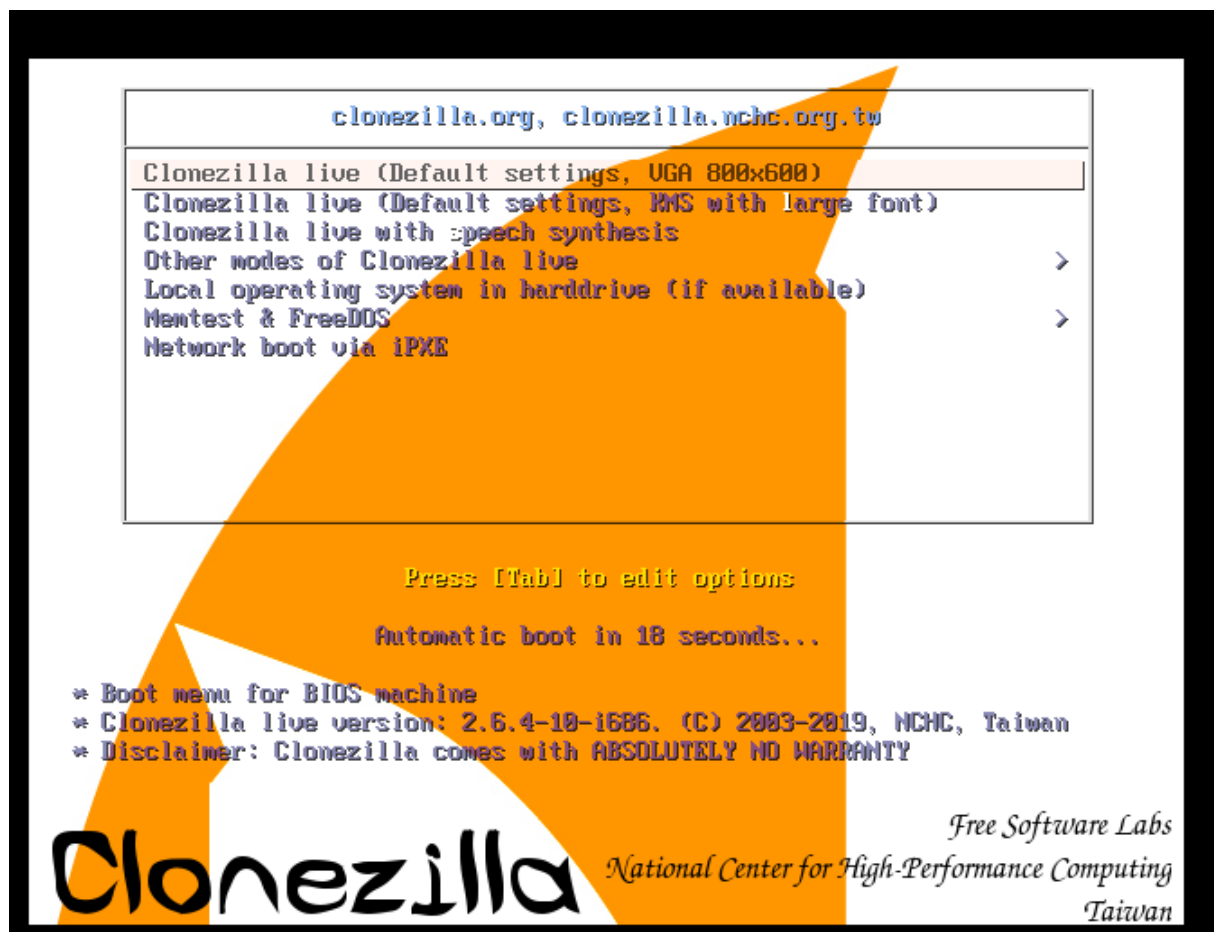 clonezilla.org, clonezilla.nchc.org.tw
Clonezilla live (Default settings, VGA 800x600)
Clonezilla live (Default settings, KMS with large font)
Clonezilla live with speech synthesis
Other modes of Clonezilla live >
Local operating system in harddrive (if available)
Memtest & FreeDOS >
Network boot via iPXE
Press [Tab] to edit options
Automatic boot in 18 seconds...
* Boot menu for BIOS machine
* Clonezilla live version: 2.6.4-10-i686. (C) 2003-2019, NCHC, Taiwan
* Disclaimer: Clonezilla comes with ABSOLUTELY NO WARRANTY
Free Software Labs
Clonezilla National Center for High-Performance Computing
Taiwan